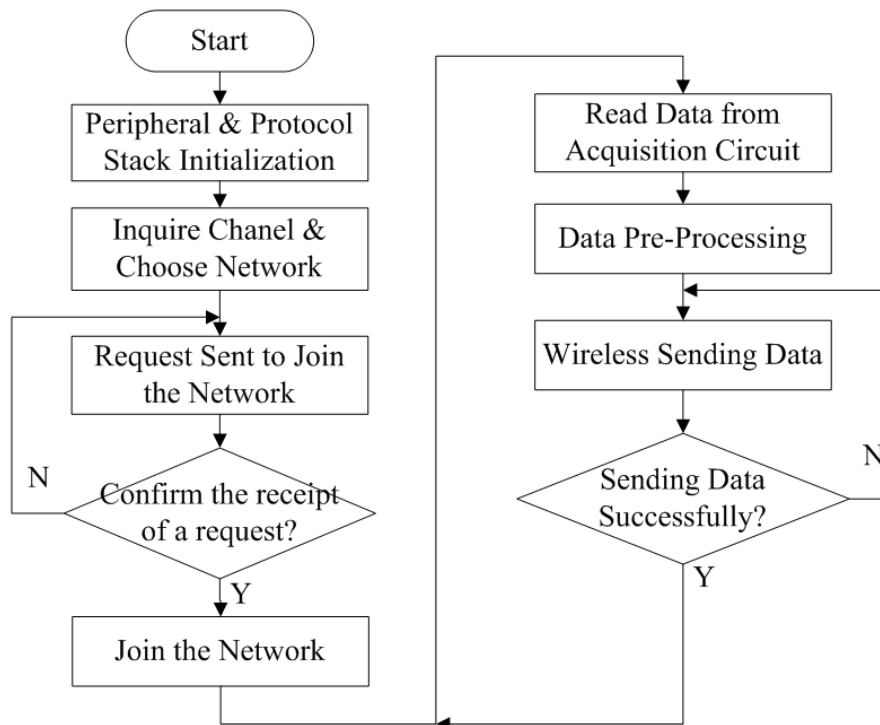 Start
Peripheral & Protocol
Stack Initialization
Inquire Chanel &
Choose Network
Request Sent to Join
the Network
N
Confirm the receipt
of a request?
Y
Join the Network
Read Data from
Acquisition Circuit
Data Pre-Processing
Wireless Sending Data
N
Sending Data
Successfully?
Y